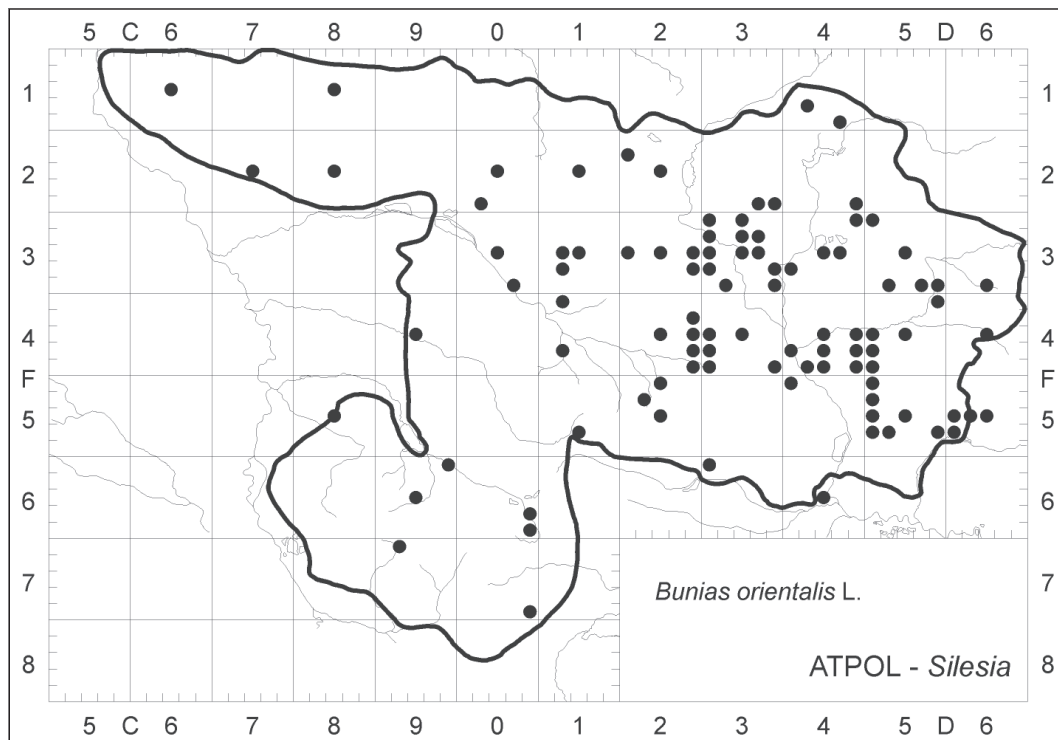 5 C 6 7 8 9 0 1 2 3 4 5 D 6
1 1
2 2
3 3
4 4
F F
5 5
6 6
7 Bunias orientalis L. 7
8 ATPOL - Silesia 8
5 C 6 7 8 9 0 1 2 3 4 5 D 6